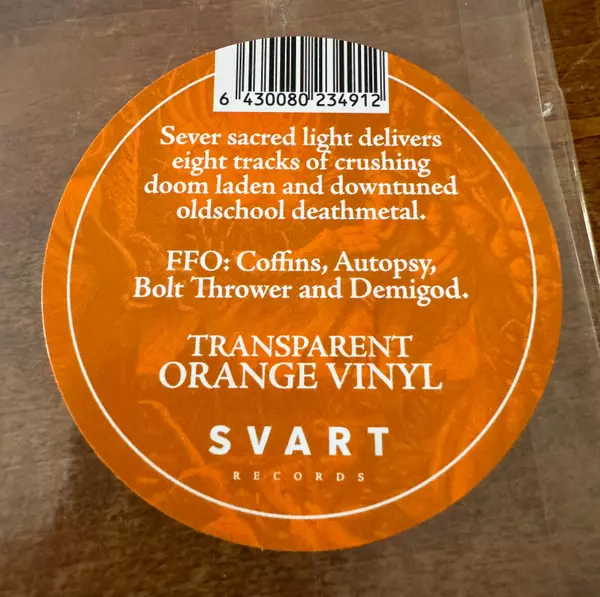 6 430080 234912
Sever sacred light delivers
eight tracks of crushing
doom laden and downtuned
oldschool deathmetal.
FFO: Coffins, Autopsy,
Bolt Thrower and Demigod.
TRANSPARENT
ORANGE VINYL
SVART
RECORDS